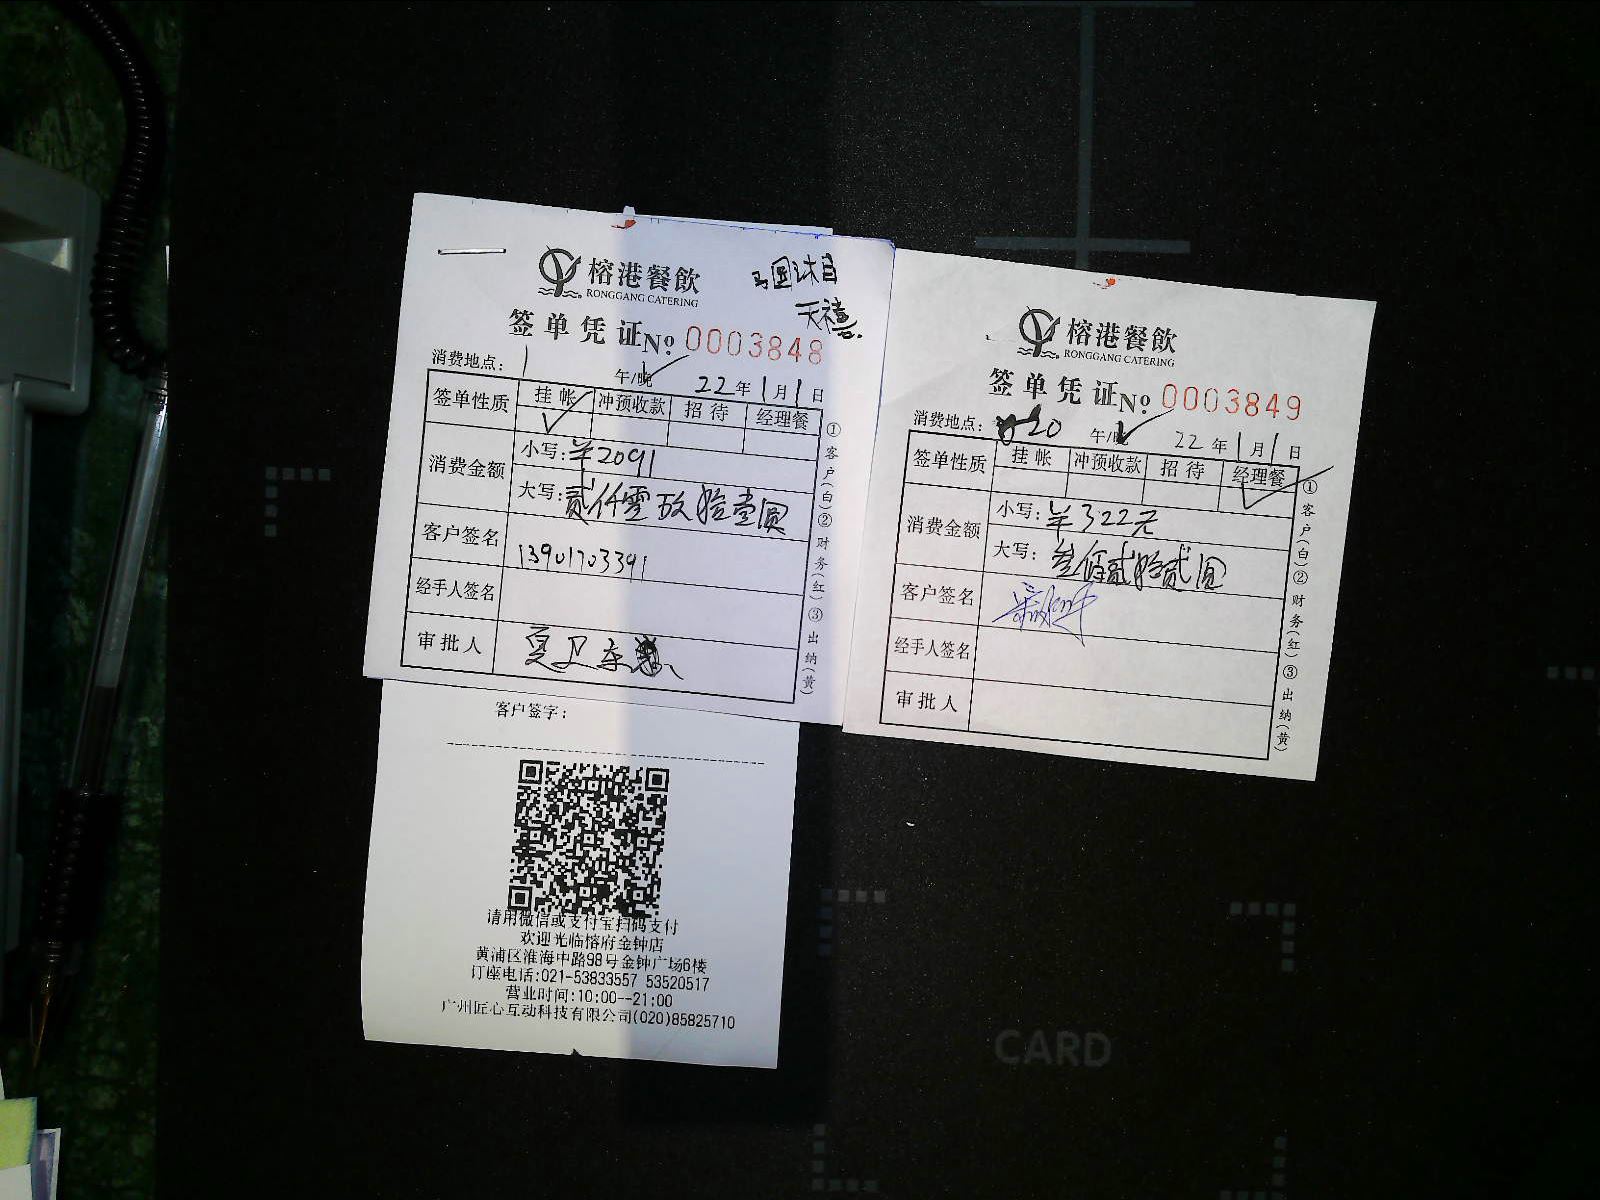 榕港餐飲
RONGGANG CATERING
天禧
签单凭证 №0003848
消费地点： 1 午/晚 22年1月1日
签单性质 挂帐 冲预收款 招待 经理餐
消费金额 小写：¥2091
大写：贰仟零玖拾壹圆
客户签名 13901703391
经手人签名
审批人 夏卫东
①客户(白)②财务(红)③出纳(黄)
客户签字：
请用微信或支付宝扫码支付
欢迎光临榕府金钟店
黄浦区淮海中路98号金钟广场6楼
订座电话:021-53833557 53520517
营业时间:10:00--21:00
广州匠心互动科技有限公司(020)85825710
榕港餐飲
RONGGANG CATERING
签单凭证 №0003849
消费地点： 20 午/晚 22年1月1日
签单性质 挂帐 冲预收款 招待 经理餐
消费金额 小写：¥322元
大写：叁佰贰拾贰圆
客户签名
经手人签名
审批人
①客户(白)②财务(红)③出纳(黄)
CARD